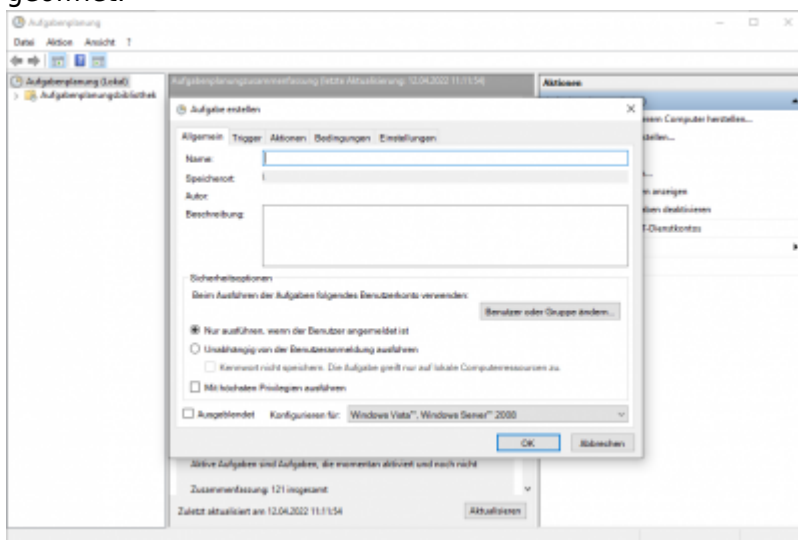 geöffnet.
Aufgabenplanung
Datei Aktion Ansicht ?
Aufgabenplanung (Lokal)
Aufgabenplanungsbibliothek
Aufgabenplanungszusammenfassung (letzte Aktualisierung: 12.04.2022 11:11:54)
Aktionen
Aufgabe erstellen
Allgemein Trigger Aktionen Bedingungen Einstellungen
Name:
Speicherort: \
Autor:
Beschreibung:
Sicherheitsoptionen
Beim Ausführen der Aufgaben folgendes Benutzerkonto verwenden:
Benutzer oder Gruppe ändern...
Nur ausführen, wenn der Benutzer angemeldet ist
Unabhängig von der Benutzeranmeldung ausführen
Kennwort nicht speichern. Die Aufgabe greift nur auf lokale Computerressourcen zu.
Mit höchsten Privilegien ausführen
Ausgeblendet Konfigurieren für: Windows Vista™, Windows Server™ 2008
OK Abbrechen
Computer herstellen...
anzeigen
deaktivieren
Aktive Aufgaben sind Aufgaben, die momentan aktiviert und noch nicht
Zusammenfassung: 121 insgesamt
Zuletzt aktualisiert am 12.04.2022 11:11:54
Aktualisieren